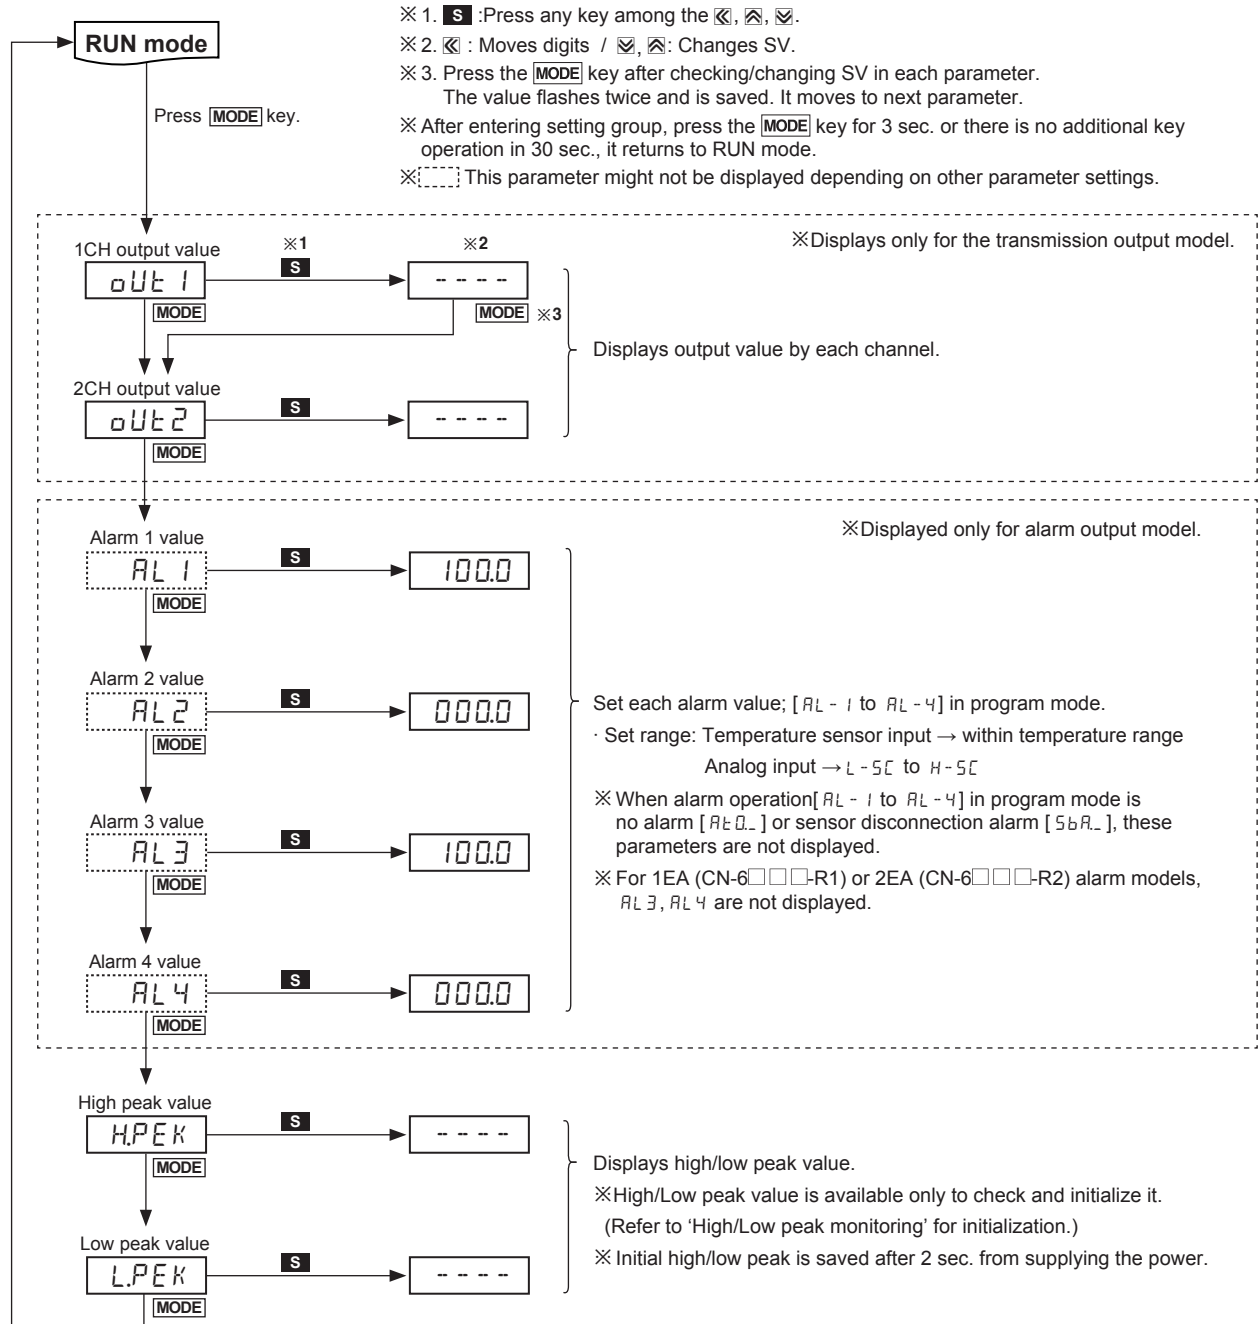 ※ 1. S :Press any key among the ≪, ︽, ︾.
RUN mode
※ 2. ≪ : Moves digits / ︾, ︽: Changes SV.
※ 3. Press the MODE key after checking/changing SV in each parameter.
The value flashes twice and is saved. It moves to next parameter.
Press MODE key.
※ After entering setting group, press the MODE key for 3 sec. or there is no additional key
operation in 30 sec., it returns to RUN mode.
※ This parameter might not be displayed depending on other parameter settings.
※Displays only for the transmission output model.
1CH output value
※1
※2
oUt1
S
-- -- -- --
MODE
MODE ※3
Displays output value by each channel.
2CH output value
oUt2
S
-- -- -- --
MODE
※Displayed only for alarm output model.
Alarm 1 value
AL1
S
100.0
MODE
Alarm 2 value
AL2
S
000.0
MODE
Set each alarm value; [ AL-1 to AL-4] in program mode.
· Set range: Temperature sensor input → within temperature range
Analog input → L-SC to H-SC
※ When alarm operation[ AL-1 to AL-4] in program mode is
no alarm [ At0._ ] or sensor disconnection alarm [ SbA._ ], these
parameters are not displayed.
※ For 1EA (CN-6□□□-R1) or 2EA (CN-6□□□-R2) alarm models,
AL3, AL4 are not displayed.
Alarm 3 value
AL3
S
100.0
MODE
Alarm 4 value
AL4
S
000.0
MODE
High peak value
H.PEK
S
-- -- -- --
MODE
Displays high/low peak value.
※High/Low peak value is available only to check and initialize it.
(Refer to ‘High/Low peak monitoring’ for initialization.)
※ Initial high/low peak is saved after 2 sec. from supplying the power.
Low peak value
L.PEK
S
-- -- -- --
MODE